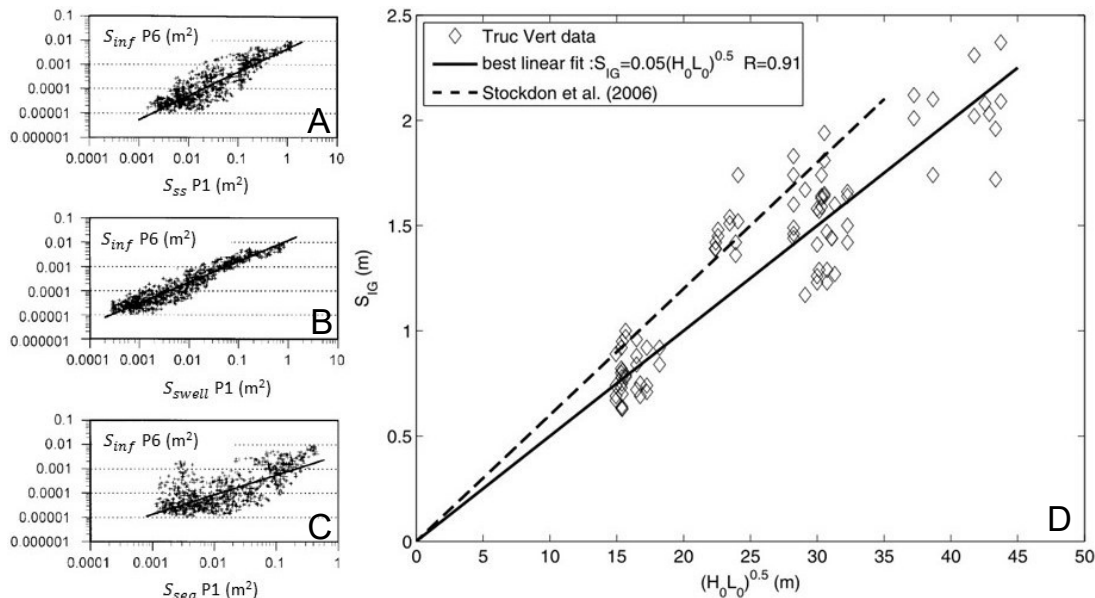 0.1
S_inf P6 (m²)
0.01
0.001
0.0001
0.00001
0.000001
A
0.0001 0.001 0.01 0.10 1 10
S_ss P1 (m²)
0.1
S_inf P6 (m²)
0.01
0.001
0.0001
0.00001
0.000001
B
0.0001 0.001 0.01 0.10 1 10
S_swell P1 (m²)
0.1
S_inf P6 (m²)
0.01
0.001
0.0001
0.00001
0.000001
C
0.0001 0.001 0.01 0.1 1
S_sea P1 (m²)
2.5
Truc Vert data
best linear fit :S_IG=0.05(H_0L_0)^0.5 R=0.91
Stockdon et al. (2006)
2
1.5
S_IG (m)
1
0.5
0
D
0 5 10 15 20 25 30 35 40 45 50
(H_0L_0)^0.5 (m)